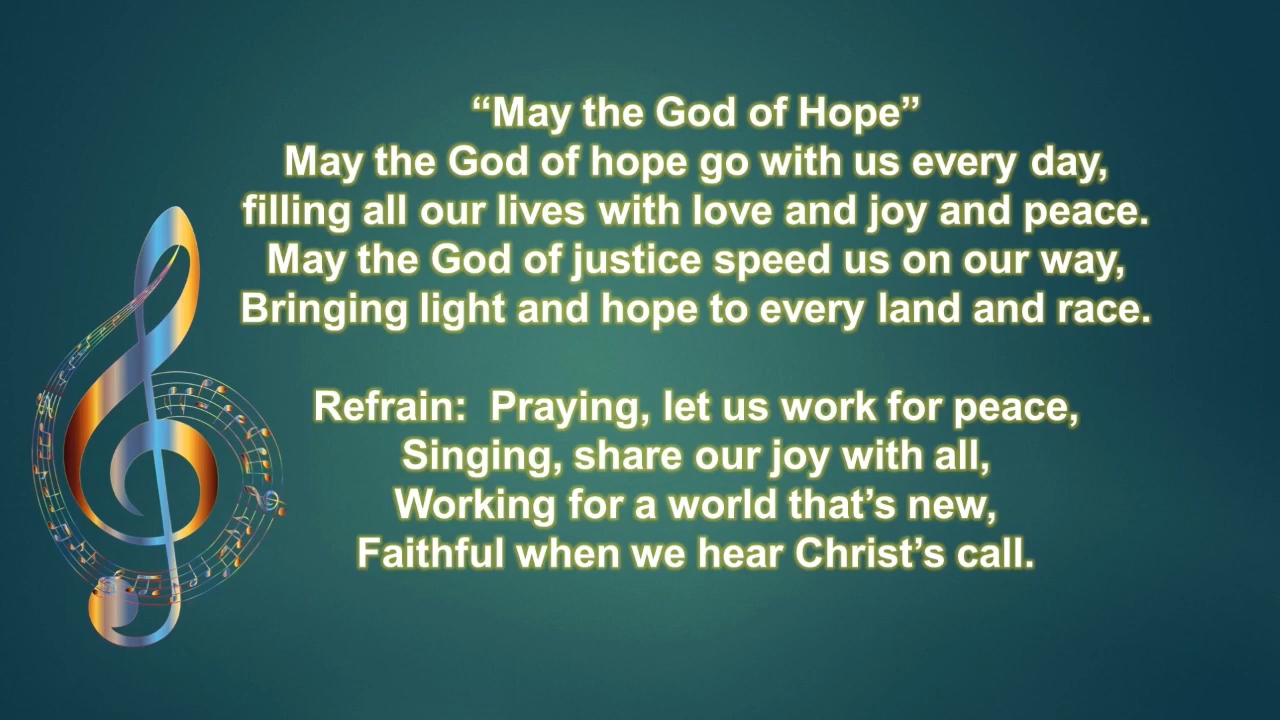 “May the God of Hope”
May the God of hope go with us every day,
filling all our lives with love and joy and peace.
May the God of justice speed us on our way,
Bringing light and hope to every land and race.
Refrain:  Praying, let us work for peace,
Singing, share our joy with all,
Working for a world that’s new,
Faithful when we hear Christ’s call.